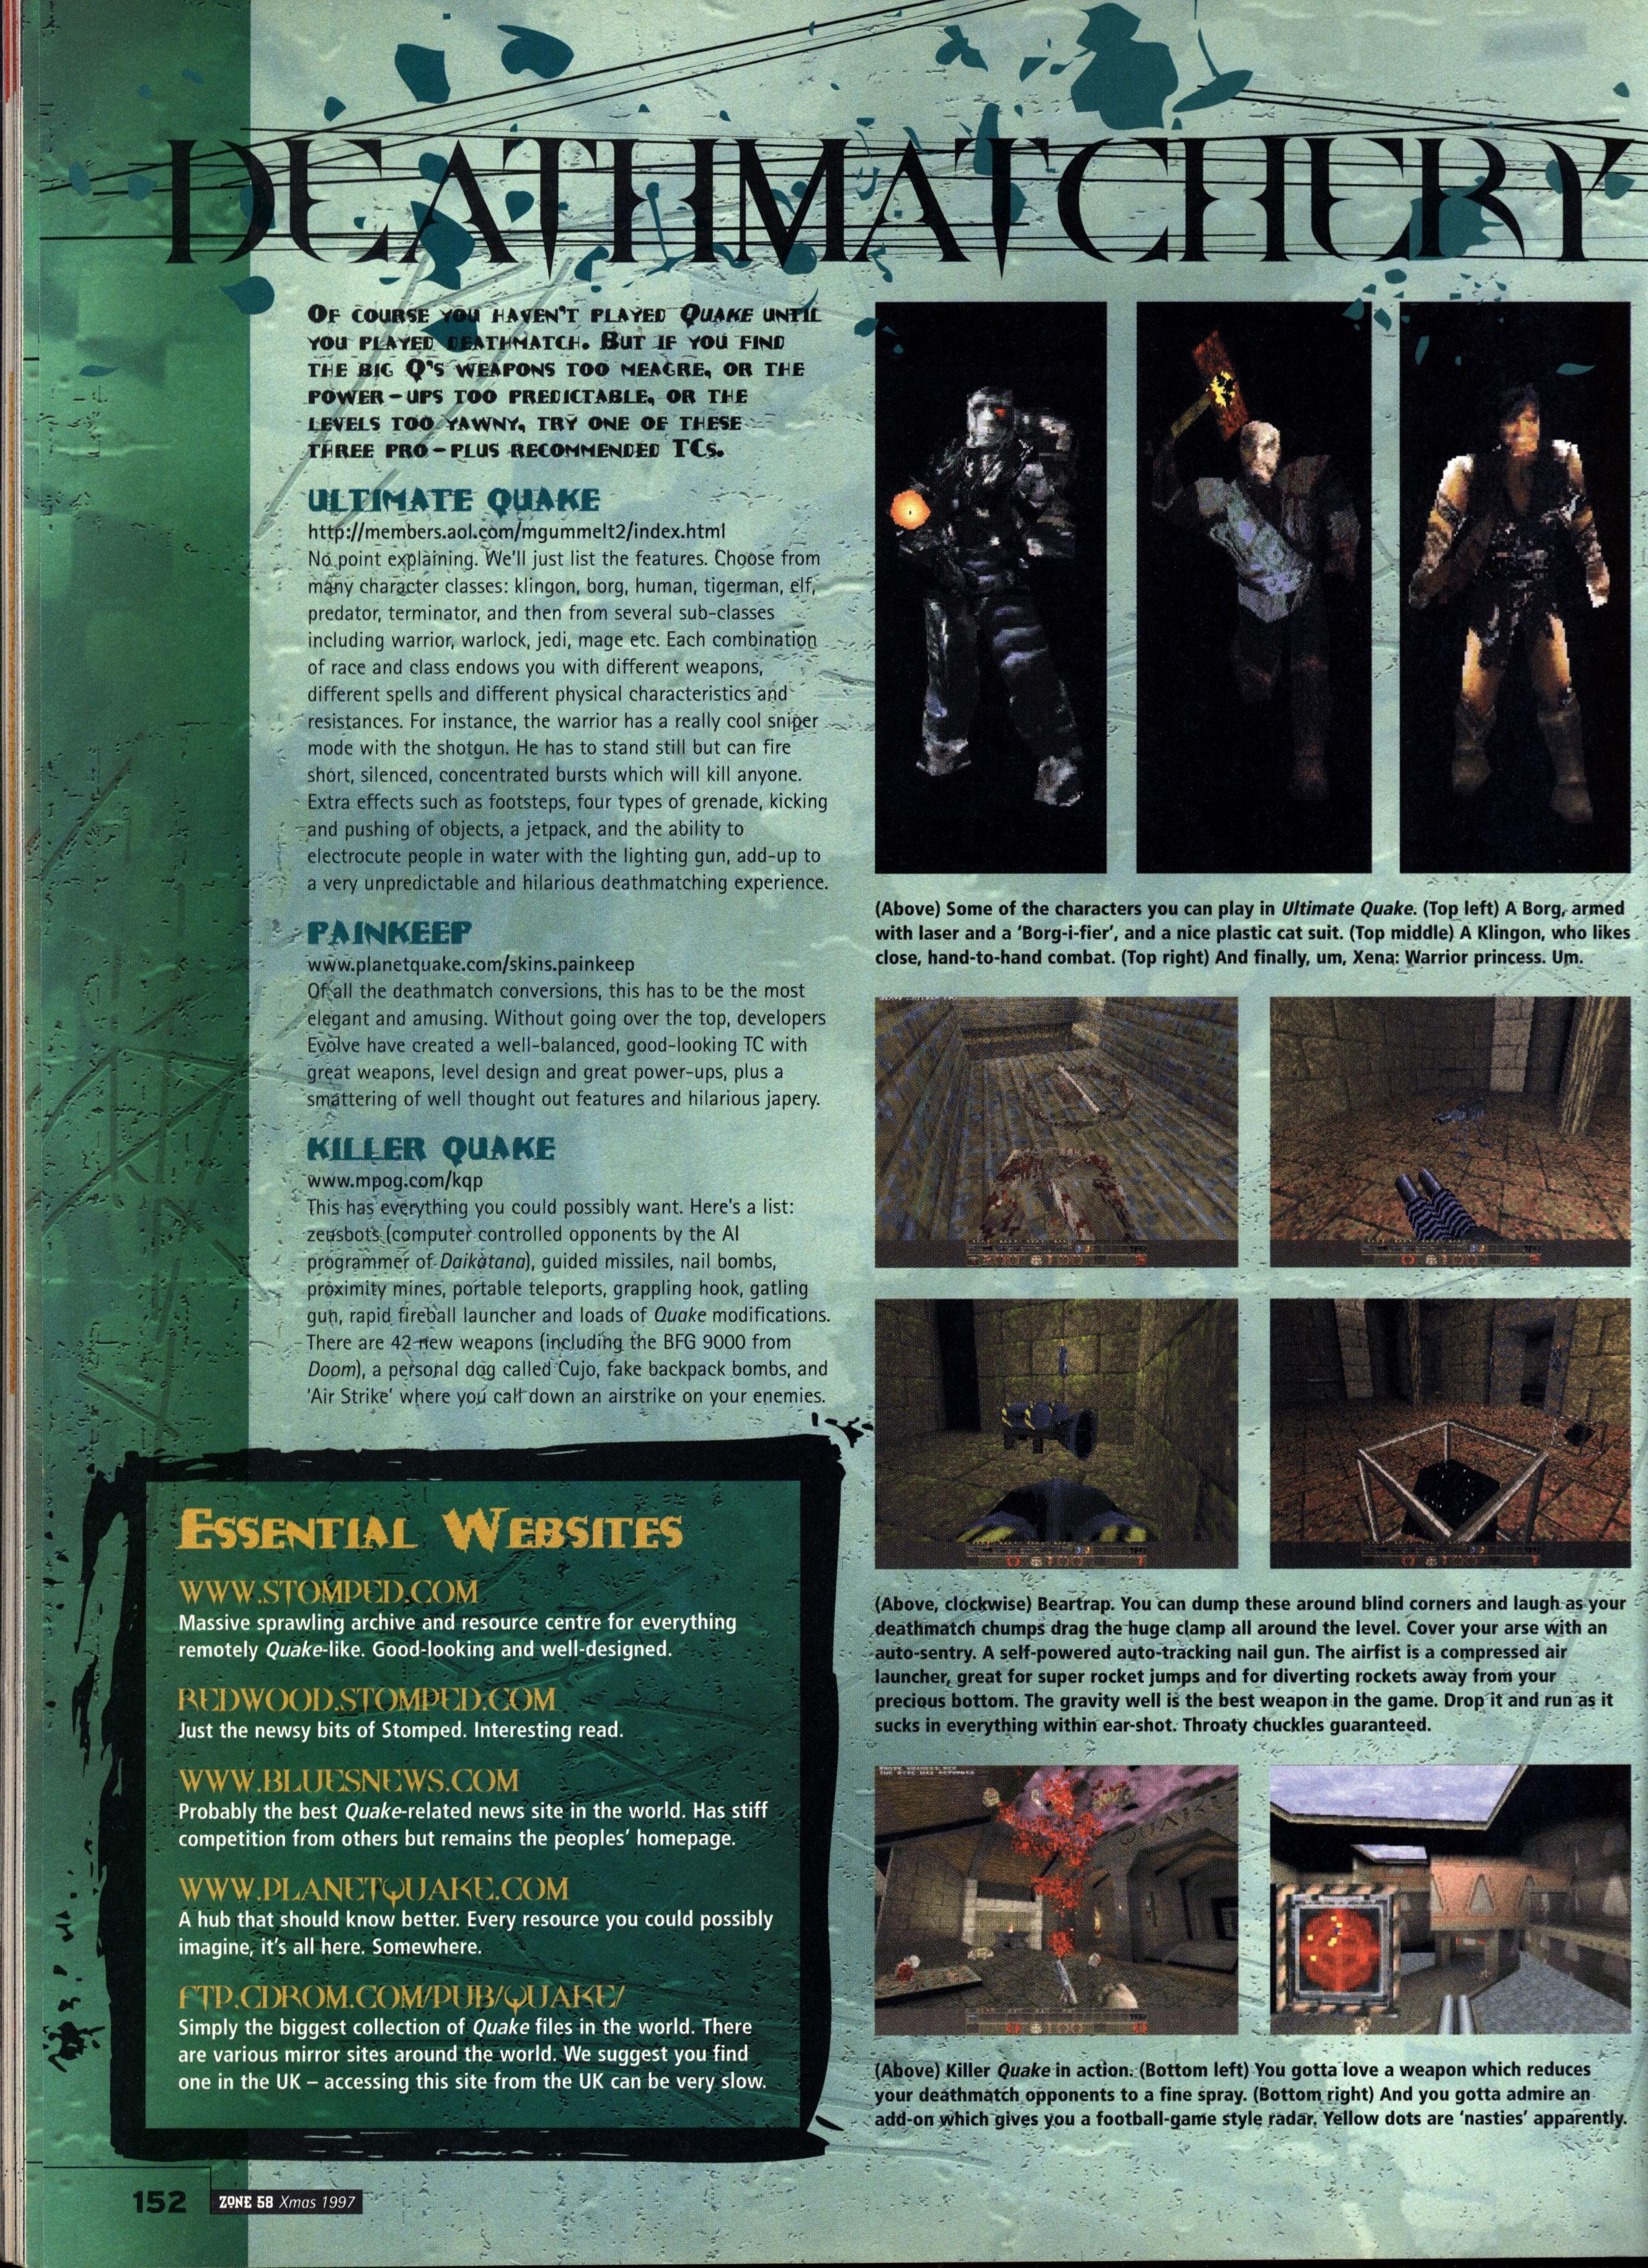 DEATHMATCHERY
OF COURSE YOU HAVEN'T PLAYED QUAKE UNTIL
YOU PLAYED DEATHMATCH. BUT IF YOU FIND
THE BIG Q'S WEAPONS TOO MEAGRE, OR THE
POWER-UPS TOO PREDICTABLE, OR THE
LEVELS TOO YAWNY, TRY ONE OF THESE
THREE PRO-PLUS RECOMMENDED TCS.
ULTIMATE QUAKE
http://members.aol.com/mgummelt2/index.html
No point explaining. We'll just list the features. Choose from
many character classes: klingon, borg, human, tigerman, elf,
predator, terminator, and then from several sub-classes
including warrior, warlock, jedi, mage etc. Each combination
of race and class endows you with different weapons,
different spells and different physical characteristics and
resistances. For instance, the warrior has a really cool sniper
mode with the shotgun. He has to stand still but can fire
short, silenced, concentrated bursts which will kill anyone.
Extra effects such as footsteps, four types of grenade, kicking
and pushing of objects, a jetpack, and the ability to
electrocute people in water with the lighting gun, add-up to
a very unpredictable and hilarious deathmatching experience.
PAINKEEP
www.planetquake.com/skins.painkeep
Of all the deathmatch conversions, this has to be the most
elegant and amusing. Without going over the top, developers
Evolve have created a well-balanced, good-looking TC with
great weapons, level design and great power-ups, plus a
smattering of well thought out features and hilarious japery.
KILLER QUAKE
www.mpog.com/kqp
This has everything you could possibly want. Here's a list:
zeusbots (computer controlled opponents by the AI
programmer of Daikatana), guided missiles, nail bombs,
proximity mines, portable teleports, grappling hook, gatling
gun, rapid fireball launcher and loads of Quake modifications.
There are 42 new weapons (including the BFG 9000 from
Doom), a personal dog called Cujo, fake backpack bombs, and
'Air Strike' where you call down an airstrike on your enemies.
ESSENTIAL WEBSITES
WWW.STOMPED.COM
Massive sprawling archive and resource centre for everything
remotely Quake-like. Good-looking and well-designed.
REDWOOD.STOMPED.COM
Just the newsy bits of Stomped. Interesting read.
WWW.BLUESNEWS.COM
Probably the best Quake-related news site in the world. Has stiff
competition from others but remains the peoples' homepage.
WWW.PLANETQUAKE.COM
A hub that should know better. Every resource you could possibly
imagine, it's all here. Somewhere.
FTP.CDROM.COM/PUB/QUAKE/
Simply the biggest collection of Quake files in the world. There
are various mirror sites around the world. We suggest you find
one in the UK – accessing this site from the UK can be very slow.
(Above) Some of the characters you can play in Ultimate Quake. (Top left) A Borg, armed
with laser and a 'Borg-i-fier', and a nice plastic cat suit. (Top middle) A Klingon, who likes
close, hand-to-hand combat. (Top right) And finally, um, Xena: Warrior princess. Um.
(Above, clockwise) Beartrap. You can dump these around blind corners and laugh as your
deathmatch chumps drag the huge clamp all around the level. Cover your arse with an
auto-sentry. A self-powered auto-tracking nail gun. The airfist is a compressed air
launcher, great for super rocket jumps and for diverting rockets away from your
precious bottom. The gravity well is the best weapon in the game. Drop it and run as it
sucks in everything within ear-shot. Throaty chuckles guaranteed.
QUAKE
(Above) Killer Quake in action. (Bottom left) You gotta love a weapon which reduces
your deathmatch opponents to a fine spray. (Bottom right) And you gotta admire an
add-on which gives you a football-game style radar. Yellow dots are 'nasties' apparently.
152 ZONE 58 Xmas 1997